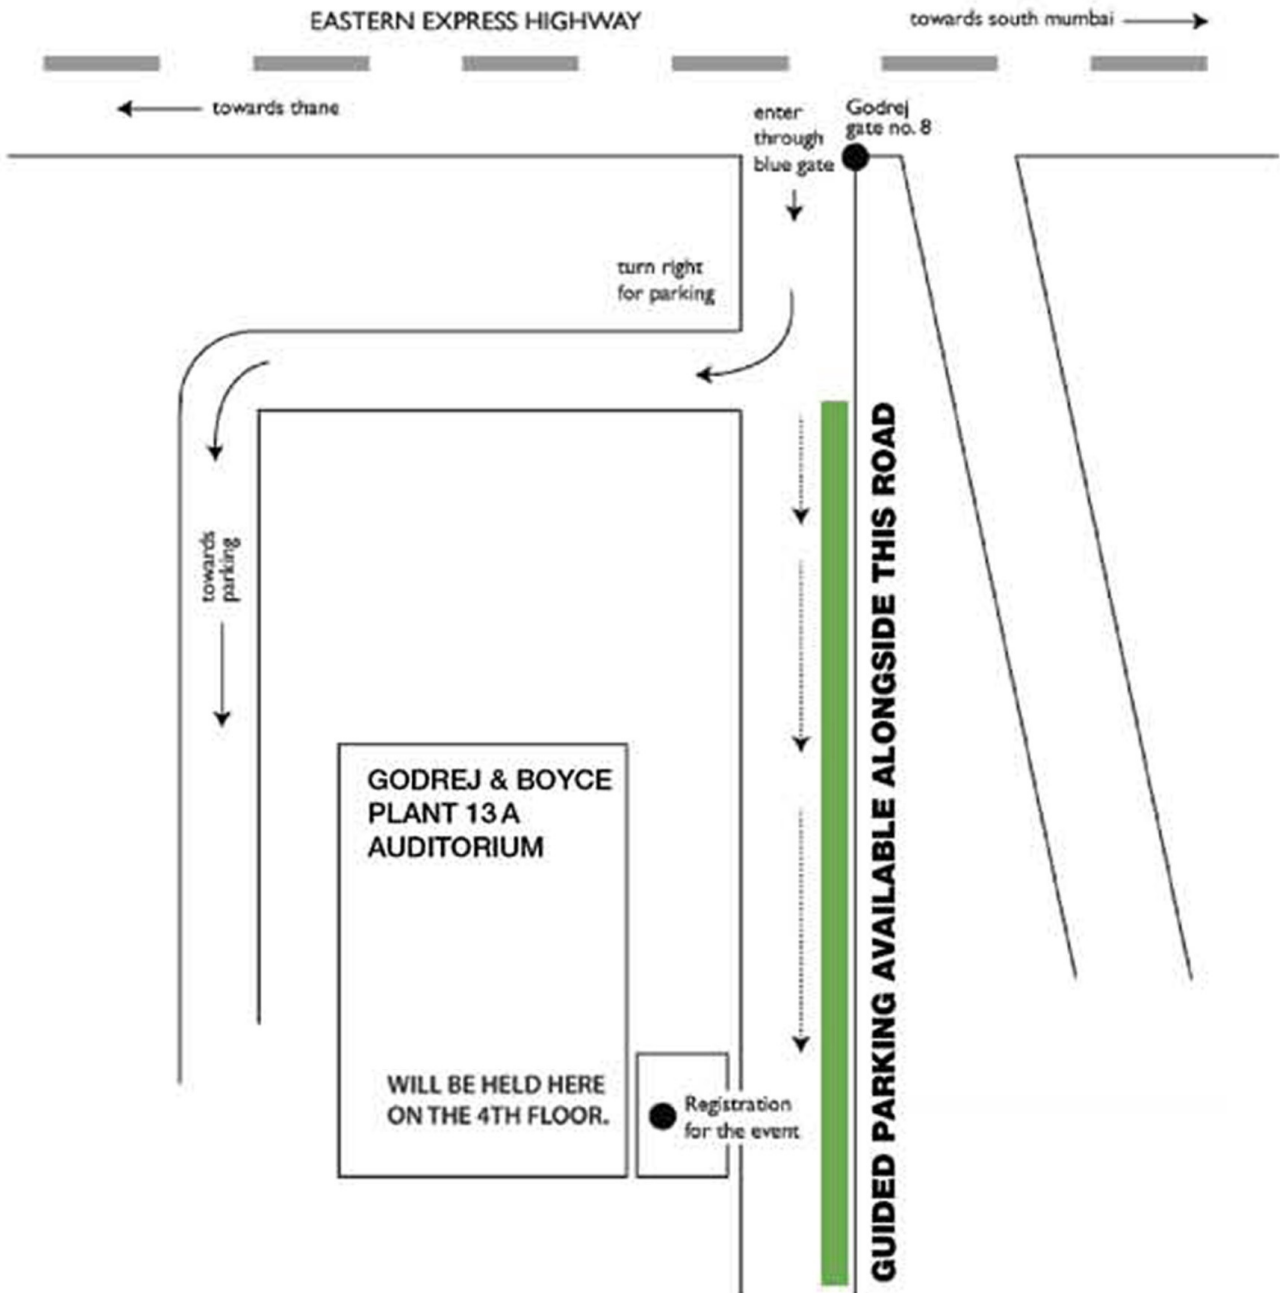 EASTERN EXPRESS HIGHWAY
towards south mumbai
towards thane
enter
through
blue gate
Godrej
gate no. 8
turn right
for parking
towards
parking
GUIDED PARKING AVAILABLE ALONGSIDE THIS ROAD
GODREJ & BOYCE
PLANT 13 A
AUDITORIUM
WILL BE HELD HERE
ON THE 4TH FLOOR.
Registration
for the event